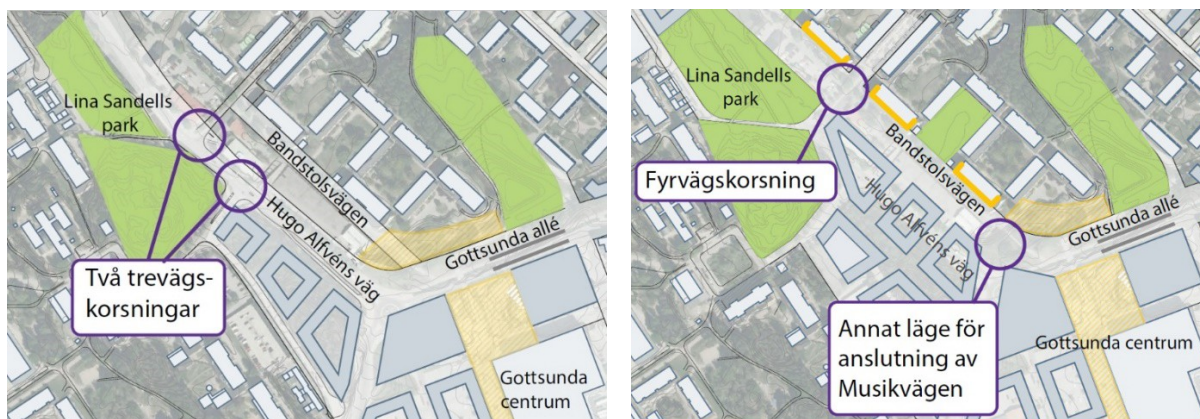 Lina Sandells
park
Bandstolsvägen
Hugo Alfvéns väg
Gottsunda allé
Två trevägs-
korsningar
Gottsunda
centrum
Lina Sandells
park
Fyrvägskorsning
Bandstolsvägen
Hugo Alfvéns väg
Gottsunda allé
Annat läge för
anslutning av
Musikvägen
Gottsunda centrum